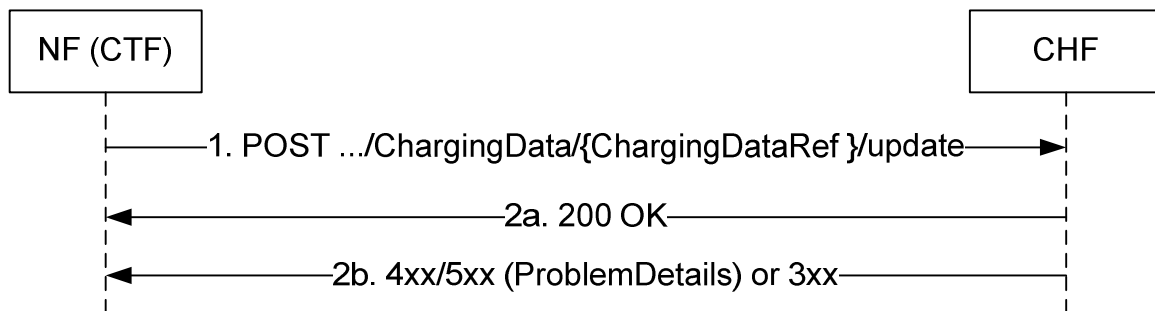 NF (CTF)
CHF
1. POST .../ChargingData/{ChargingDataRef }/update
2a. 200 OK
2b. 4xx/5xx (ProblemDetails) or 3xx